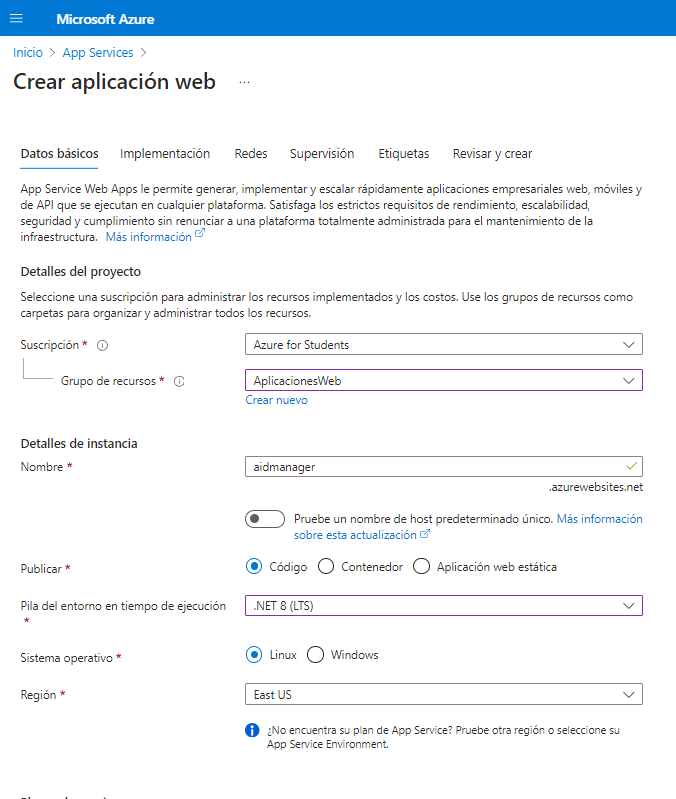 Microsoft Azure
Inicio > App Services >
Crear aplicación web ...
Datos básicos Implementación Redes Supervisión Etiquetas Revisar y crear
App Service Web Apps le permite generar, implementar y escalar rápidamente aplicaciones empresariales web, móviles y
de API que se ejecutan en cualquier plataforma. Satisfaga los estrictos requisitos de rendimiento, escalabilidad,
seguridad y cumplimiento sin renunciar a una plataforma totalmente administrada para el mantenimiento de la
infraestructura. Más información
Detalles del proyecto
Seleccione una suscripción para administrar los recursos implementados y los costos. Use los grupos de recursos como
carpetas para organizar y administrar todos los recursos.
Suscripción * Azure for Students
Grupo de recursos * AplicacionesWeb
Crear nuevo
Detalles de instancia
Nombre * aidmanager
.azurewebsites.net
Pruebe un nombre de host predeterminado único. Más información
sobre esta actualización
Publicar * Código Contenedor Aplicación web estática
Pila del entorno en tiempo de ejecución .NET 8 (LTS)
*
Sistema operativo * Linux Windows
Región * East US
¿No encuentra su plan de App Service? Pruebe otra región o seleccione su
App Service Environment.